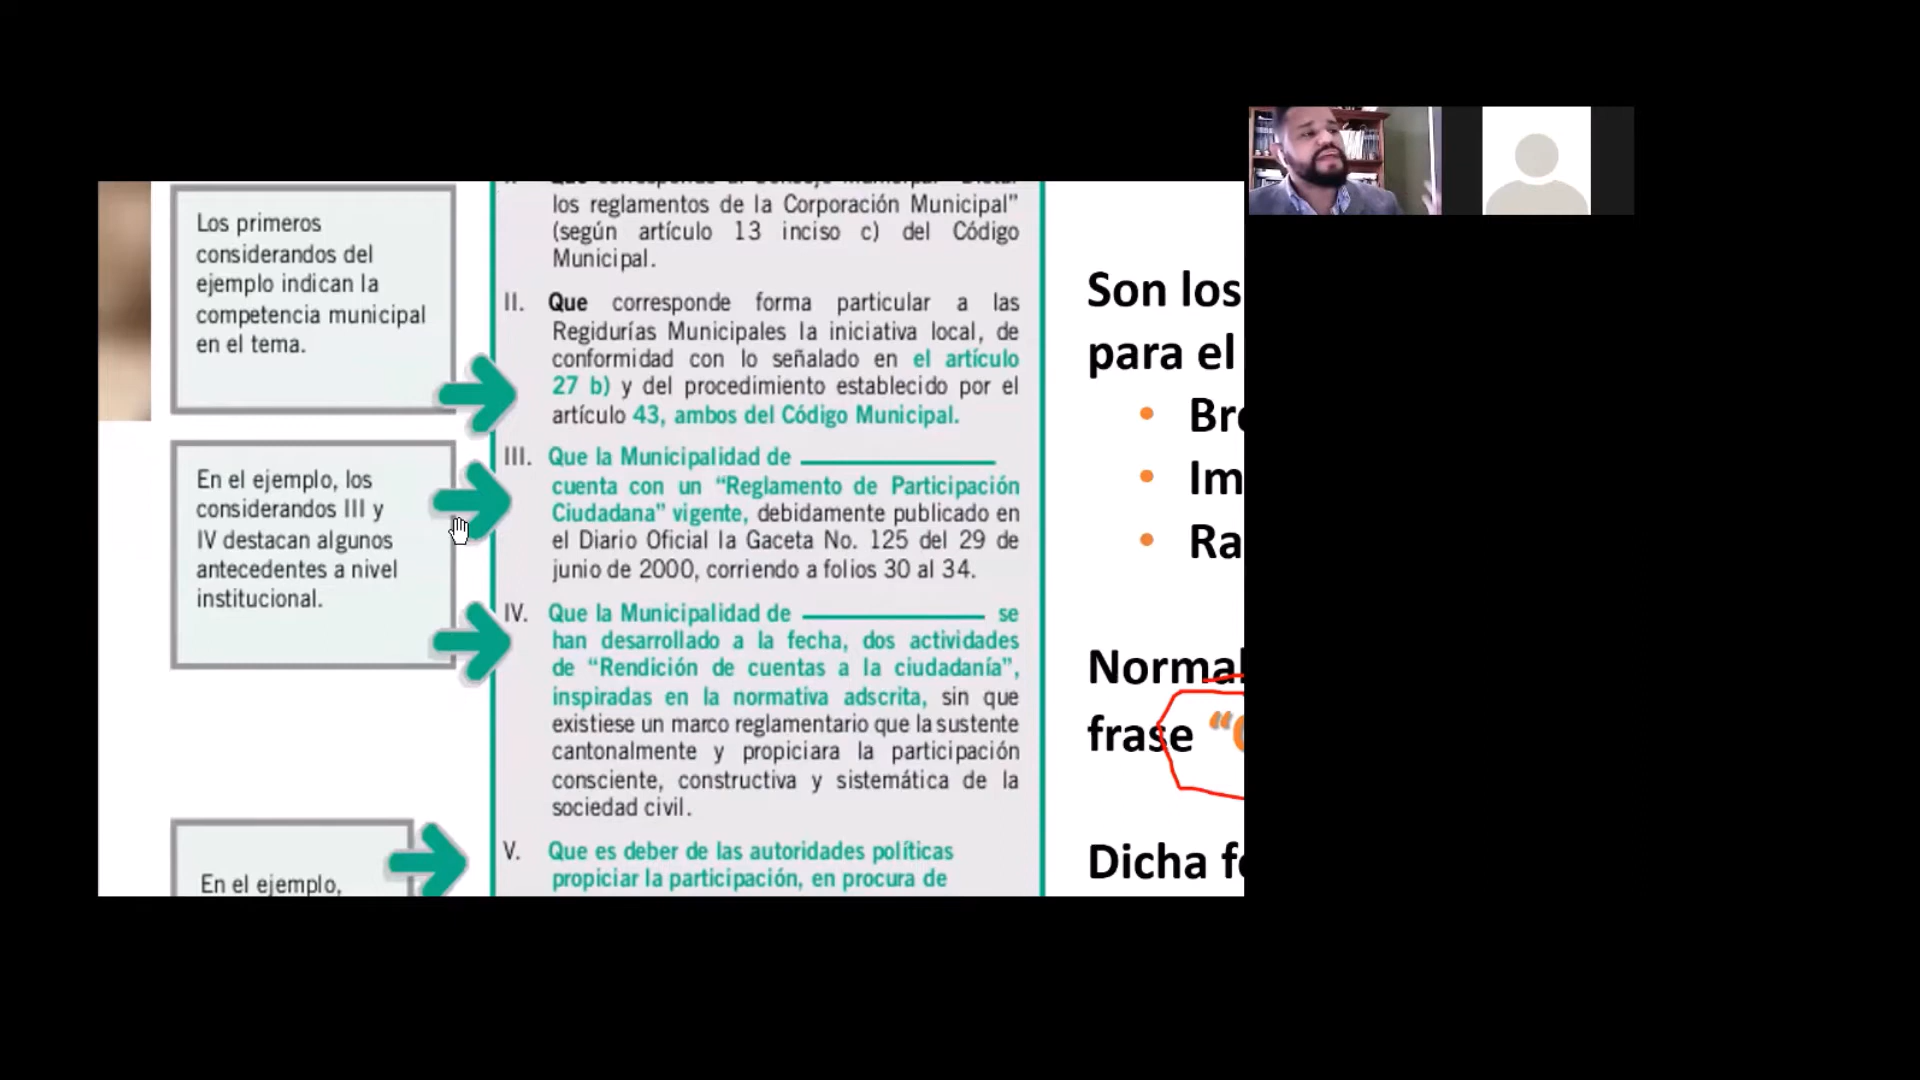 Los primeros
considerandos del
ejemplo indican la
competencia municipal
en el tema.
En el ejemplo, los
considerandos III y
IV destacan algunos
antecedentes a nivel
institucional.
En el ejemplo,
los reglamentos de la Corporación Municipal”
(según artículo 13 inciso c) del Código
Municipal.
II. Que corresponde forma particular a las
Regidurías Municipales la iniciativa local, de
conformidad con lo señalado en el artículo
27 b) y del procedimiento establecido por el
artículo 43, ambos del Código Municipal.
III. Que la Municipalidad de
cuenta con un “Reglamento de Participación
Ciudadana” vigente, debidamente publicado en
el Diario Oficial la Gaceta No. 125 del 29 de
junio de 2000, corriendo a folios 30 al 34.
IV. Que la Municipalidad de se
han desarrollado a la fecha, dos actividades
de “Rendición de cuentas a la ciudadanía”,
inspiradas en la normativa adscrita, sin que
existiese un marco reglamentario que la sustente
cantonalmente y propiciara la participación
consciente, constructiva y sistemática de la
sociedad civil.
V. Que es deber de las autoridades políticas
propiciar la participación, en procura de
Son los
para el
• Bre
• Im
• Ra
Normal
frase “
Dicha fo